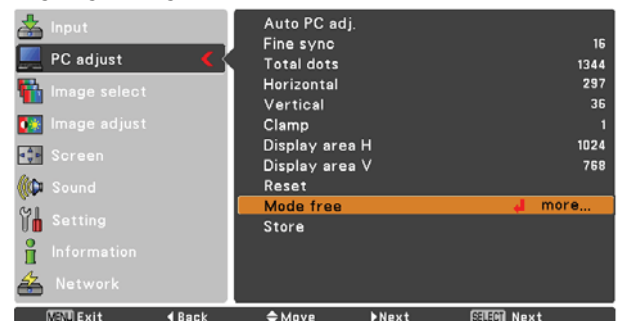 Input
PC adjust
Image select
Image adjust
Screen
Sound
Setting
Information
Network
Auto PC adj.
Fine sync 16
Total dots 1344
Horizontal 297
Vertical 36
Clamp 1
Display area H 1024
Display area V 768
Reset
Mode free more...
Store
MENU Exit Back Move Next SELECT Next